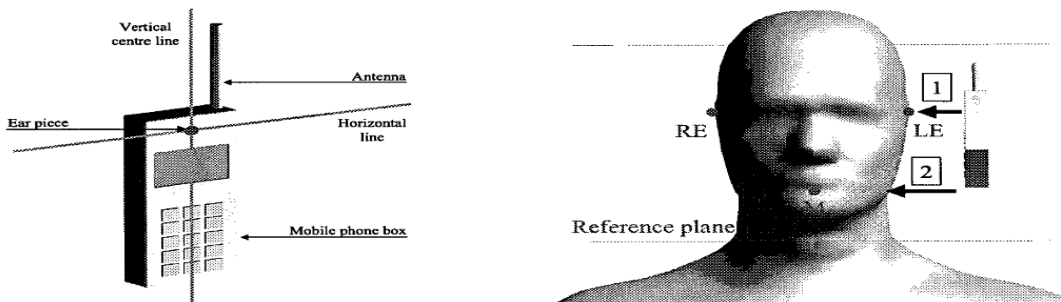 Vertical
centre line
Antenna
Ear piece
Horizontal
line
Mobile phone box
1
RE
LE
2
M
Reference plane